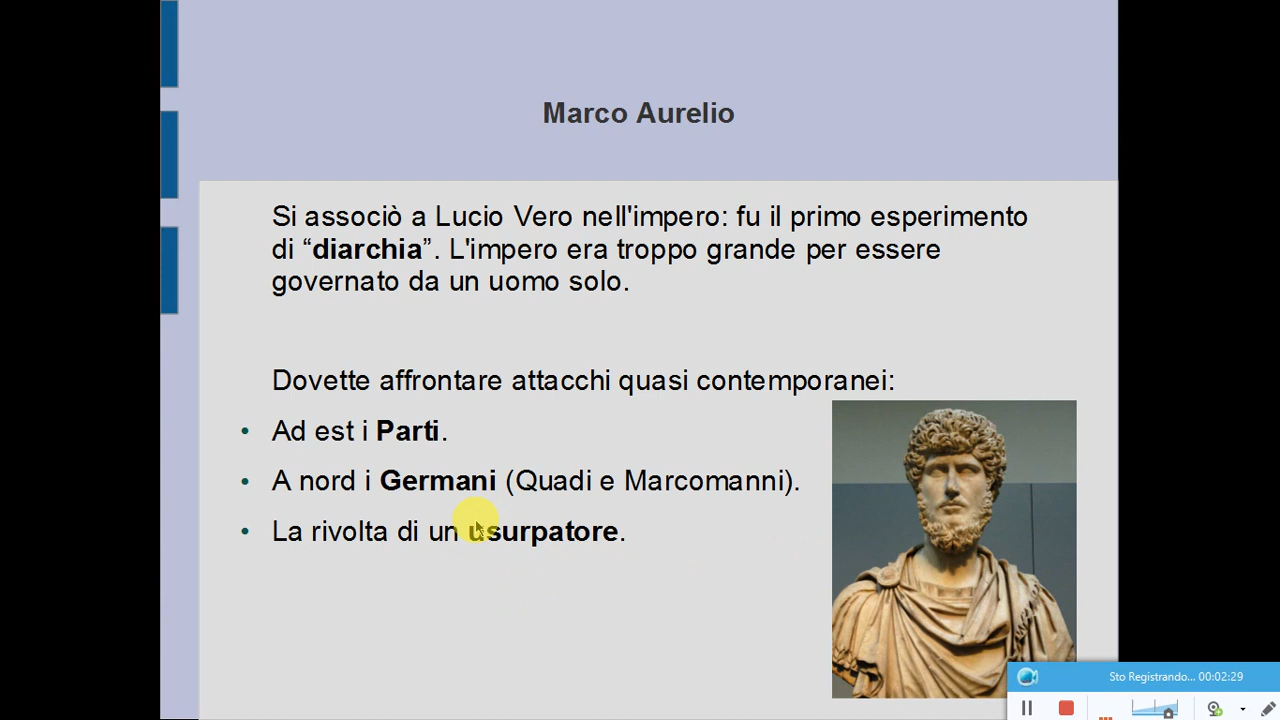 Marco Aurelio
Si associò a Lucio Vero nell'impero: fu il primo esperimento
di “diarchia”. L'impero era troppo grande per essere
governato da un uomo solo.
Dovette affrontare attacchi quasi contemporanei:
• Ad est i Parti.
• A nord i Germani (Quadi e Marcomanni).
• La rivolta di un usurpatore.
Sto Registrando... 00:02:29